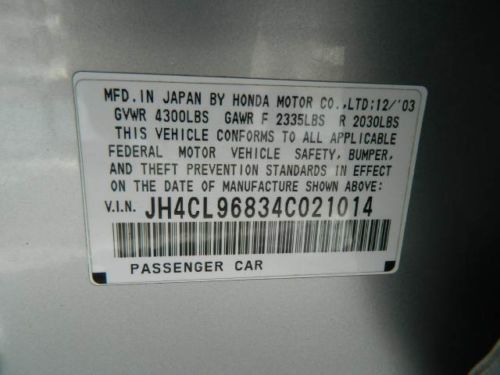 MFD. IN JAPAN BY HONDA MOTOR CO., LTD; 12/'03
GVWR 4300LBS GAWR F 2335LBS R 2030LBS
THIS VEHICLE CONFORMS TO ALL APPLICABLE
FEDERAL MOTOR VEHICLE SAFETY, BUMPER,
AND THEFT PREVENTION STANDARDS IN EFFECT
ON THE DATE OF MANUFACTURE SHOWN ABOVE:
V.I.N. JH4CL96834C021014
PASSENGER CAR